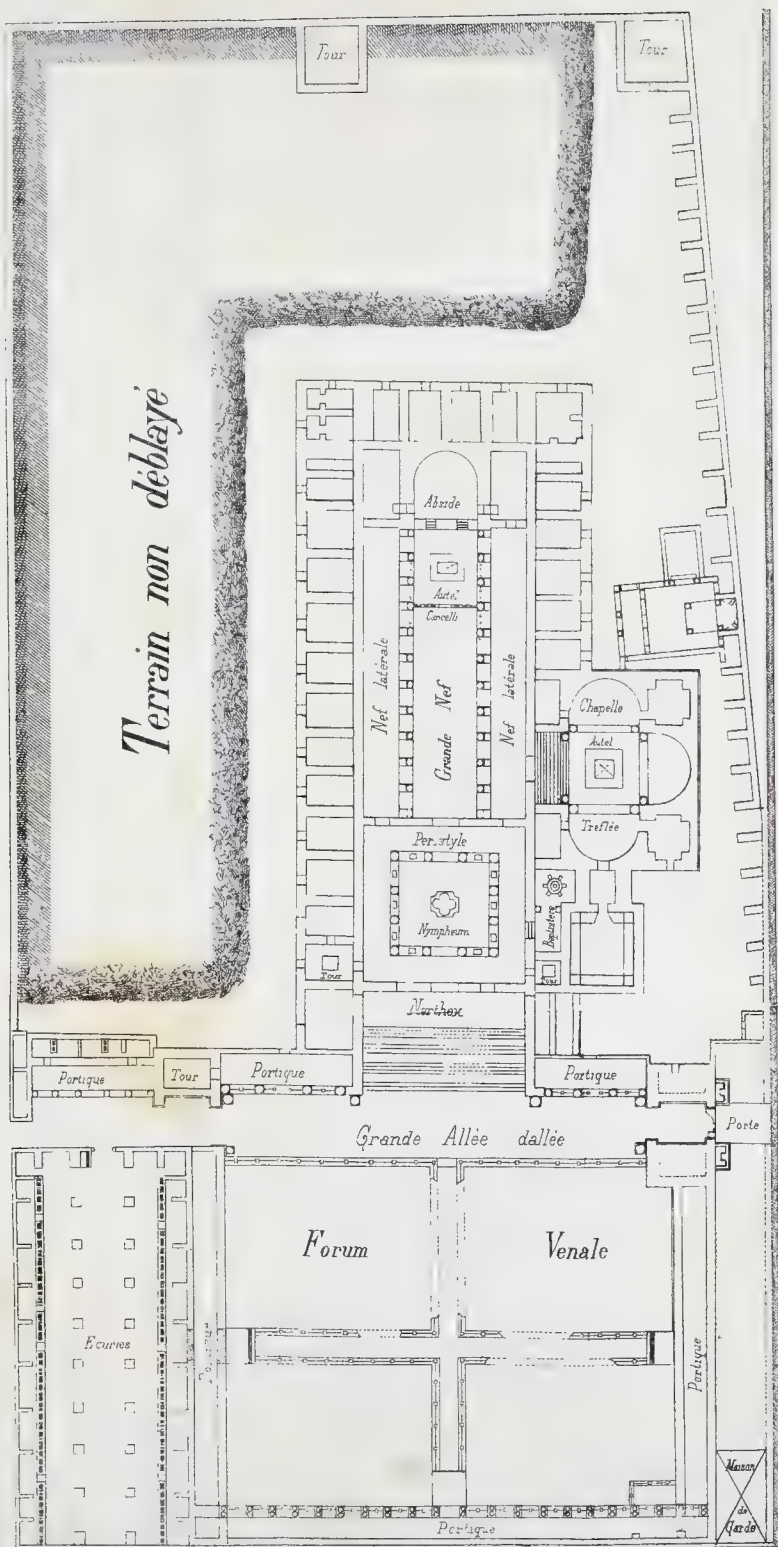 Tour
Tour
Terrain non déblayé
Abside
Autel
Cancelli
Nef latérale
Grande Nef
Nef latérale
Chapelle
Autel
Treflée
Peristyle
Nympheum
Baptistère
Tour
Tour
Narthex
Portique
Tour
Portique
Portique
Porte
Grande Allée dallée
Forum
Venale
Ecuries
Portique
Portique
Maison
de
Garde
Portique